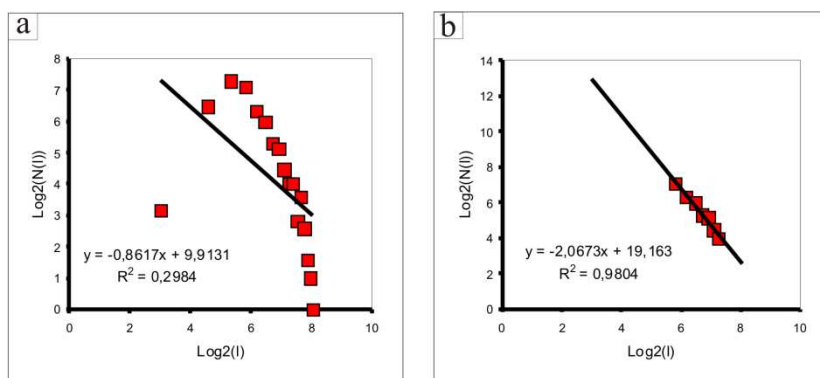 a
8
7
6
5
4
3
2
1
0
Log2(N(l))
y = -0,8617x + 9,9131
R² = 0,2984
0 2 4 6 8 10
Log2(l)
b
14
12
10
8
6
4
2
0
Log2(N(l))
y = -2,0673x + 19,163
R² = 0,9804
0 2 4 6 8 10
Log2(l)